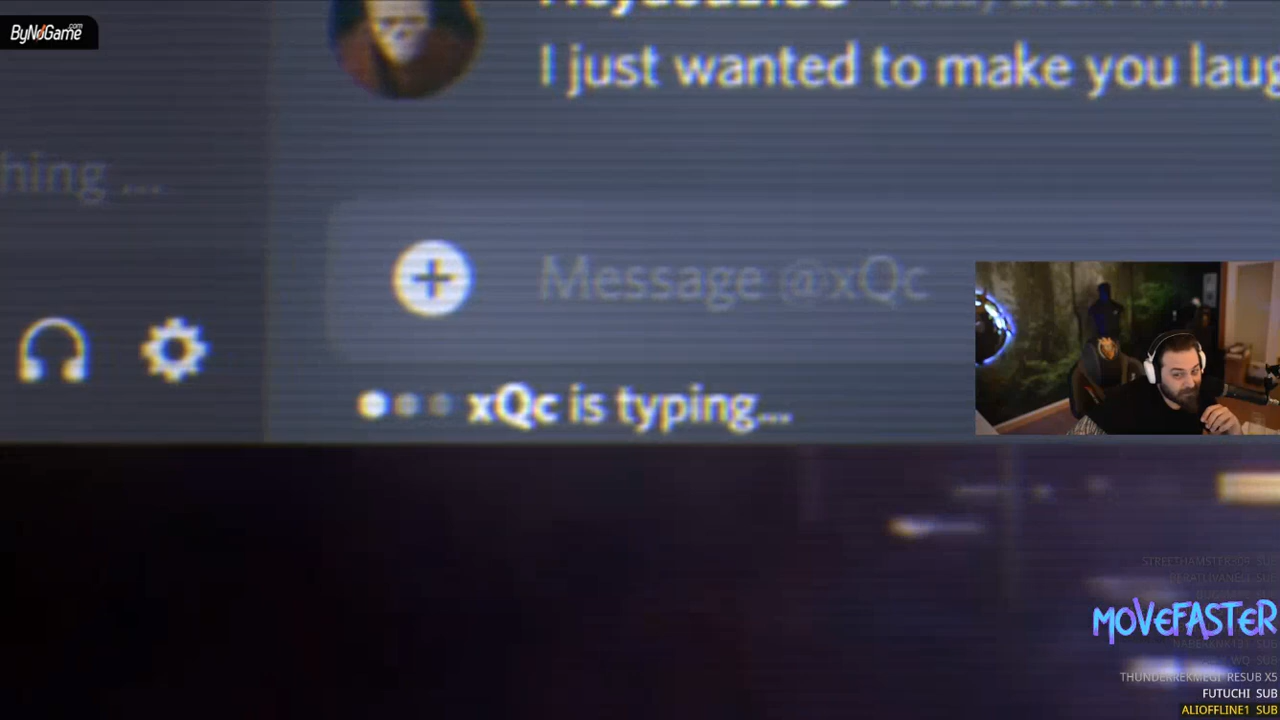 ByNoGame.com
I just wanted to make you laug
hing ...
Message @xQc
xQc is typing...
MOVEFASTER
THUNDERREKMEGI RESUB X5
FUTUCHI SUB
ALIOFFLINE1 SUB